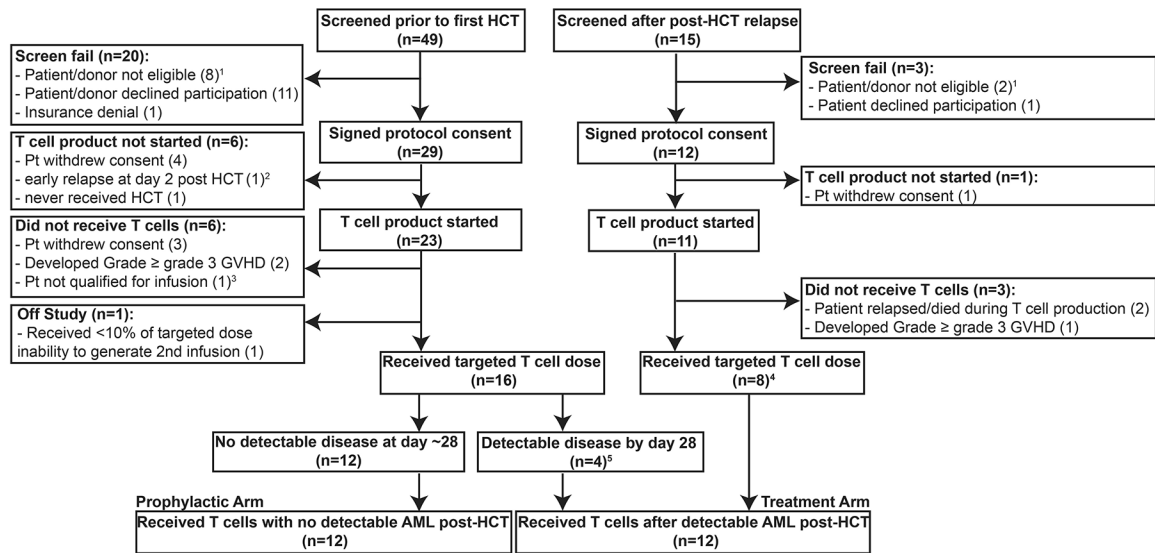 Screened prior to first HCT
(n=49)
Screened after post-HCT relapse
(n=15)
Screen fail (n=20):
- Patient/donor not eligible (8)¹
- Patient/donor declined participation (11)
- Insurance denial (1)
Screen fail (n=3):
- Patient/donor not eligible (2)¹
- Patient declined participation (1)
Signed protocol consent
(n=29)
Signed protocol consent
(n=12)
T cell product not started (n=6):
- Pt withdrew consent (4)
- early relapse at day 2 post HCT (1)²
- never received HCT (1)
T cell product not started (n=1):
- Pt withdrew consent (1)
T cell product started
(n=23)
T cell product started
(n=11)
Did not receive T cells (n=6):
- Pt withdrew consent (3)
- Developed Grade ≥ grade 3 GVHD (2)
- Pt not qualified for infusion (1)³
Did not receive T cells (n=3):
- Patient relapsed/died during T cell production (2)
- Developed Grade ≥ grade 3 GVHD (1)
Off Study (n=1):
- Received <10% of targeted dose
inability to generate 2nd infusion (1)
Received targeted T cell dose
(n=16)
Received targeted T cell dose
(n=8)⁴
No detectable disease at day ~28
(n=12)
Detectable disease by day 28
(n=4)⁵
Prophylactic Arm
Treatment Arm
Received T cells with no detectable AML post-HCT
(n=12)
Received T cells after detectable AML post-HCT
(n=12)